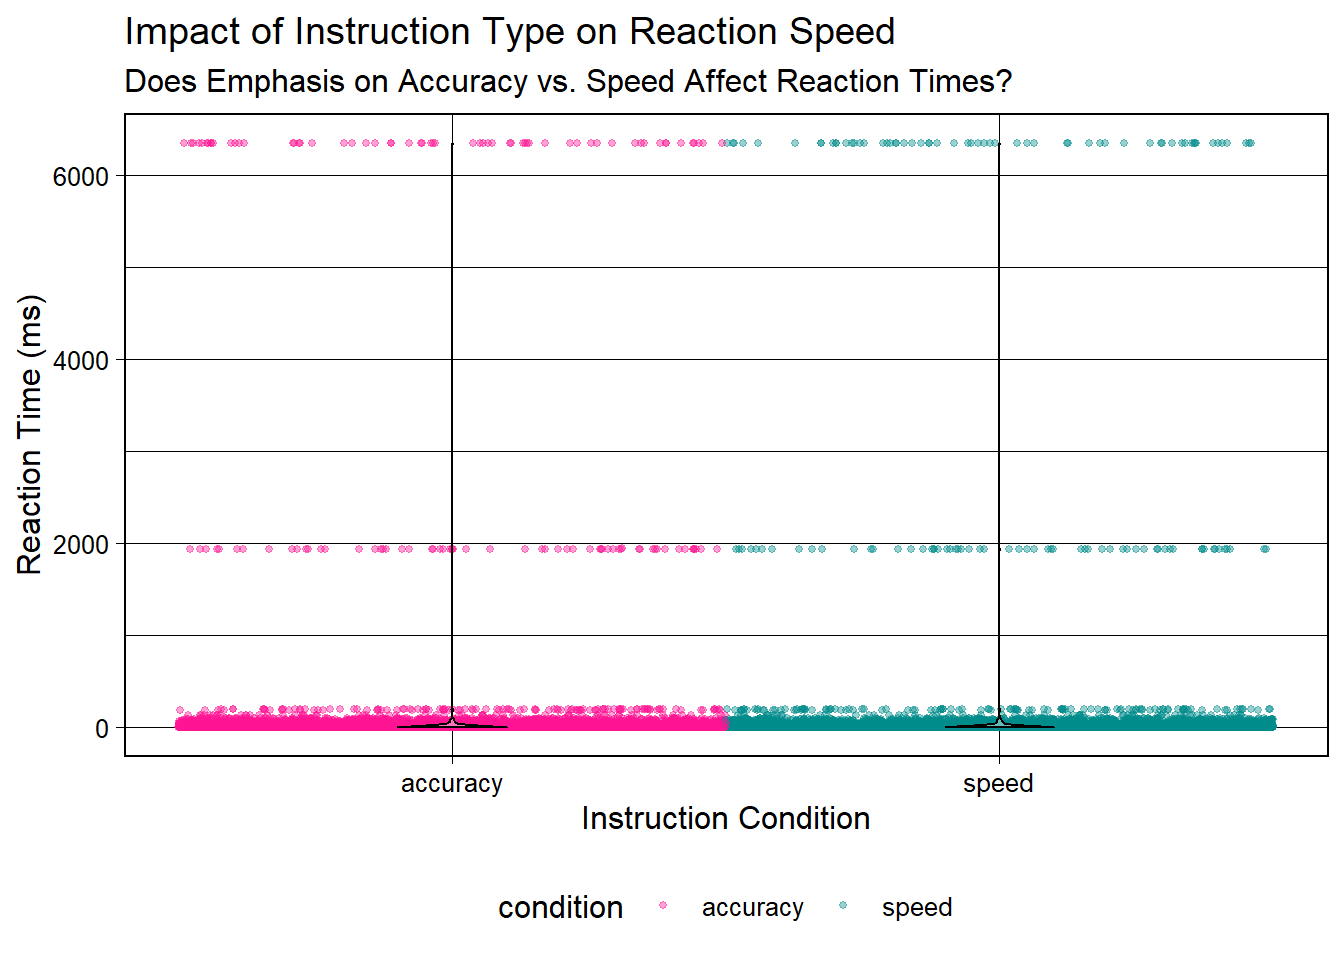 Impact of Instruction Type on Reaction Speed
Does Emphasis on Accuracy vs. Speed Affect Reaction Times?
Reaction Time (ms)
6000
4000
2000
0
accuracy
speed
Instruction Condition
condition
accuracy
speed